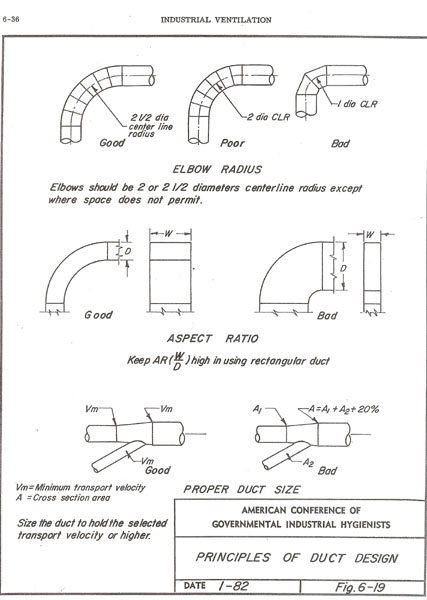 6-36
INDUSTRIAL VENTILATION
2 1/2 dia
center line
radius
Good
2 dia CLR
Poor
1 dia CLR
Bad
ELBOW RADIUS
Elbows should be 2 or 2 1/2 diameters centerline radius except
where space does not permit.
D
W
Good
D
W
Bad
ASPECT RATIO
Keep AR (W/D) high in using rectangular duct
Vm
Vm
Vm
Good
A1
A=A1+A2+20%
A2
Bad
Vm=Minimum transport velocity
A =Cross section area
PROPER DUCT SIZE
Size the duct to hold the selected
transport velocity or higher.
AMERICAN CONFERENCE OF
GOVERNMENTAL INDUSTRIAL HYGIENISTS
PRINCIPLES OF DUCT DESIGN
DATE 1-82
Fig. 6-19